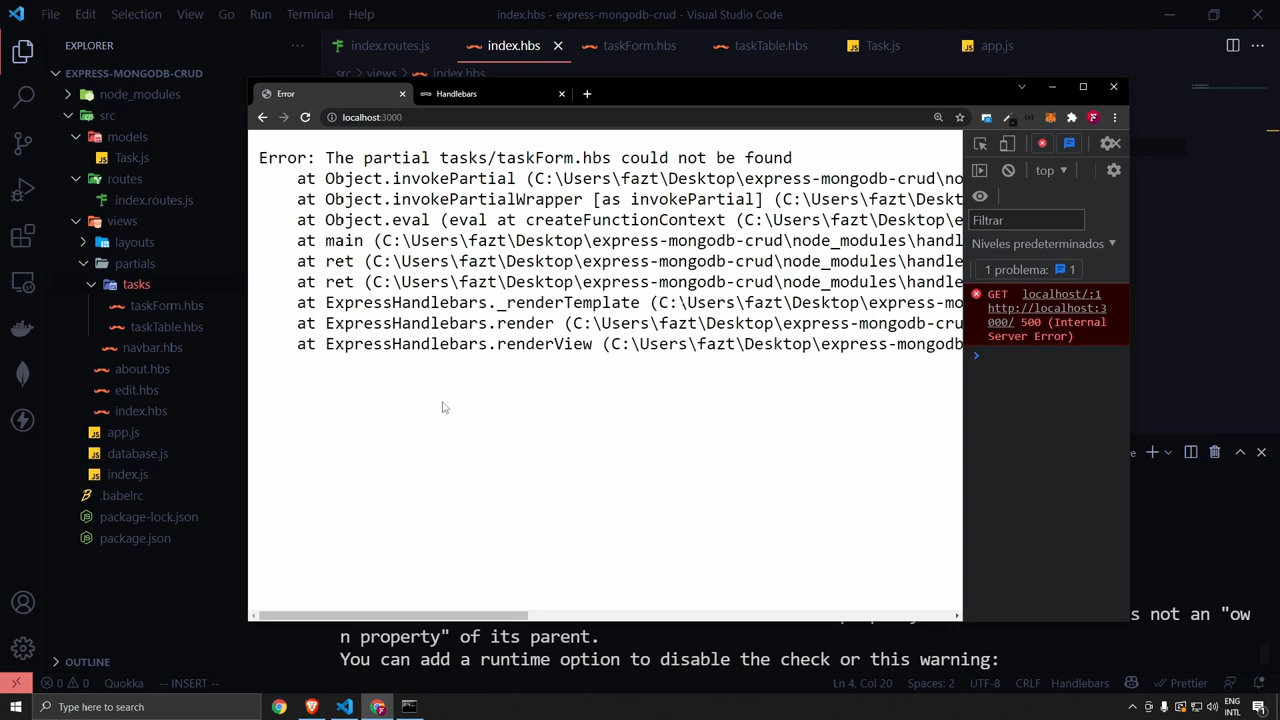 File Edit Selection View Go Run Terminal Help
index.hbs - express-mongodb-crud - Visual Studio Code
EXPLORER
index.routes.js
index.hbs
taskForm.hbs
taskTable.hbs
Task.js
app.js
src
views
index.hbs
EXPRESS-MONGODB-CRUD
node_modules
src
models
Task.js
routes
index.routes.js
views
layouts
partials
tasks
taskForm.hbs
taskTable.hbs
navbar.hbs
about.hbs
edit.hbs
index.hbs
app.js
database.js
index.js
.babelrc
package-lock.json
package.json
OUTLINE
Error
Handlebars
localhost:3000
Error: The partial tasks/taskForm.hbs could not be found
at Object.invokePartial (C:\Users\fazt\Desktop\express-mongodb-crud\no
at Object.invokePartialWrapper [as invokePartial] (C:\Users\fazt\Deskt
at Object.eval (eval at createFunctionContext (C:\Users\fazt\Desktop\e
at main (C:\Users\fazt\Desktop\express-mongodb-crud\node_modules\handl
at ret (C:\Users\fazt\Desktop\express-mongodb-crud\node_modules\handle
at ret (C:\Users\fazt\Desktop\express-mongodb-crud\node_modules\handle
at ExpressHandlebars._renderTemplate (C:\Users\fazt\Desktop\express-mo
at ExpressHandlebars.render (C:\Users\fazt\Desktop\express-mongodb-cru
at ExpressHandlebars.renderView (C:\Users\fazt\Desktop\express-mongodb
top
Filtrar
Niveles predeterminados
1 problema: 1
GET localhost/:1
http://localhost:3
000/ 500 (Internal
Server Error)
s not an "ow
n property" of its parent.
You can add a runtime option to disable the check or this warning:
0 0 Quokka -- INSERT --
Ln 4, Col 20 Spaces: 2 UTF-8 CRLF Handlebars Prettier
Type here to search
ENG
INTL